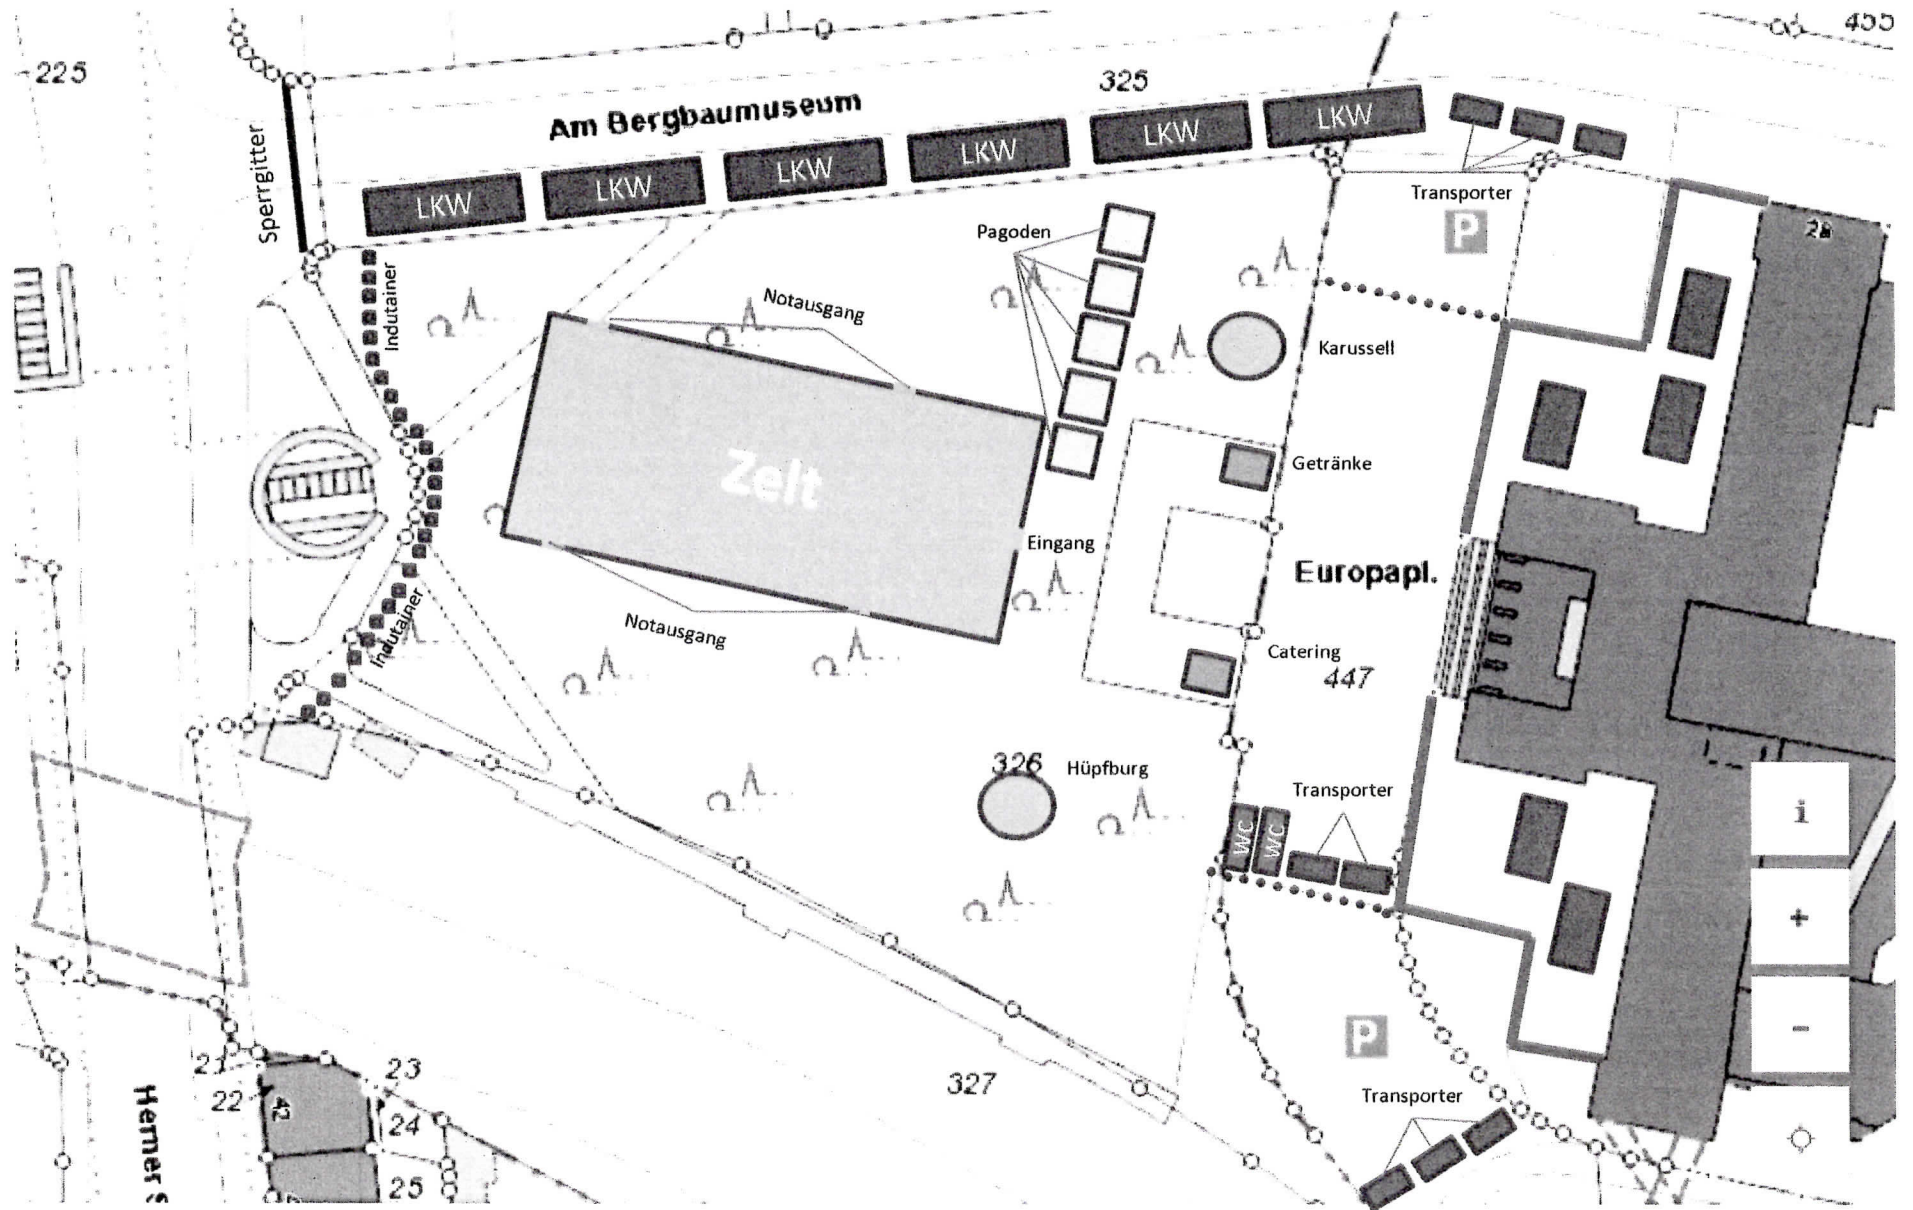 455
225
325
Am Bergbaumuseum
LKW
LKW
LKW
LKW
LKW
LKW
Sperrgitter
Transporter
P
28
Pagoden
Indutainer
Notausgang
Karussell
Getränke
Zelt
Eingang
Europapl.
Indutainer
Notausgang
Catering
447
326
Hüpfburg
Transporter
WC
WC
i
+
-
P
21
22
23
24
25
42
327
Transporter
Herner S